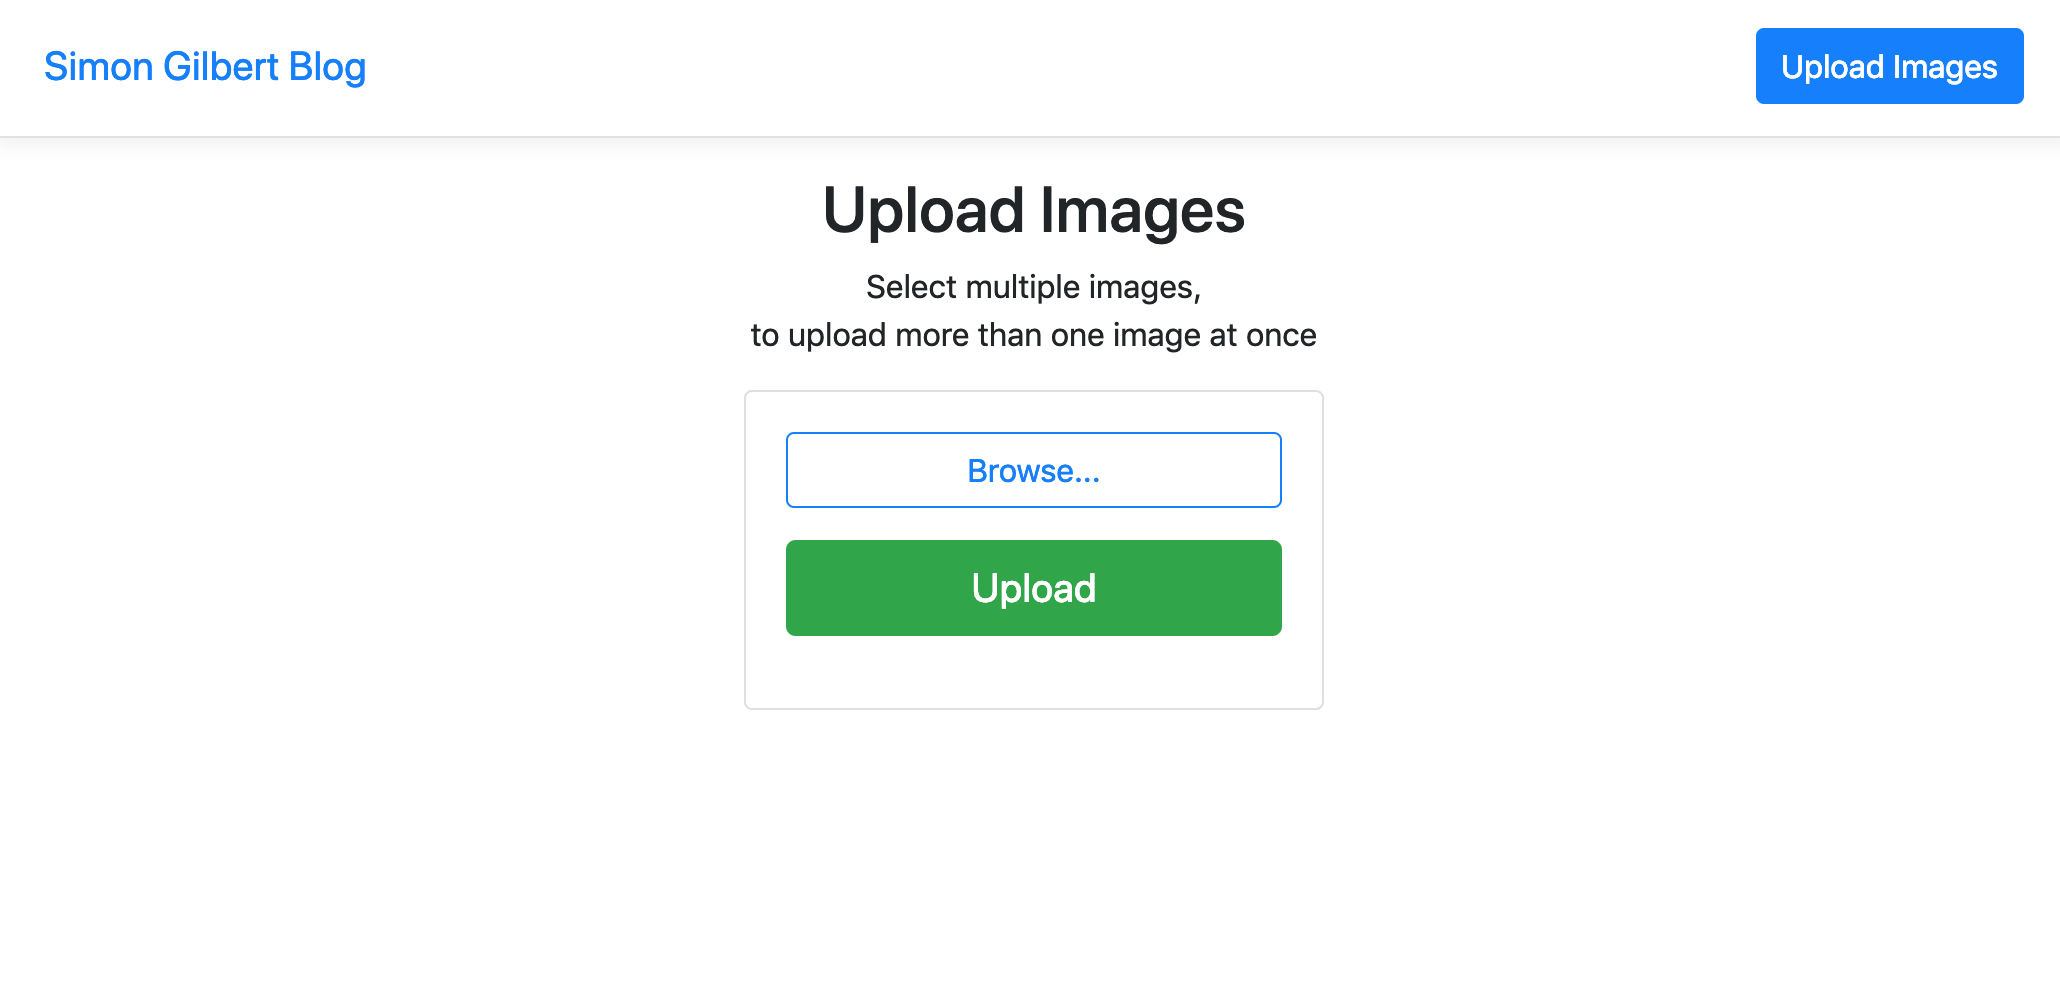 Simon Gilbert Blog
Upload Images
Upload Images
Select multiple images,
to upload more than one image at once
Browse...
Upload